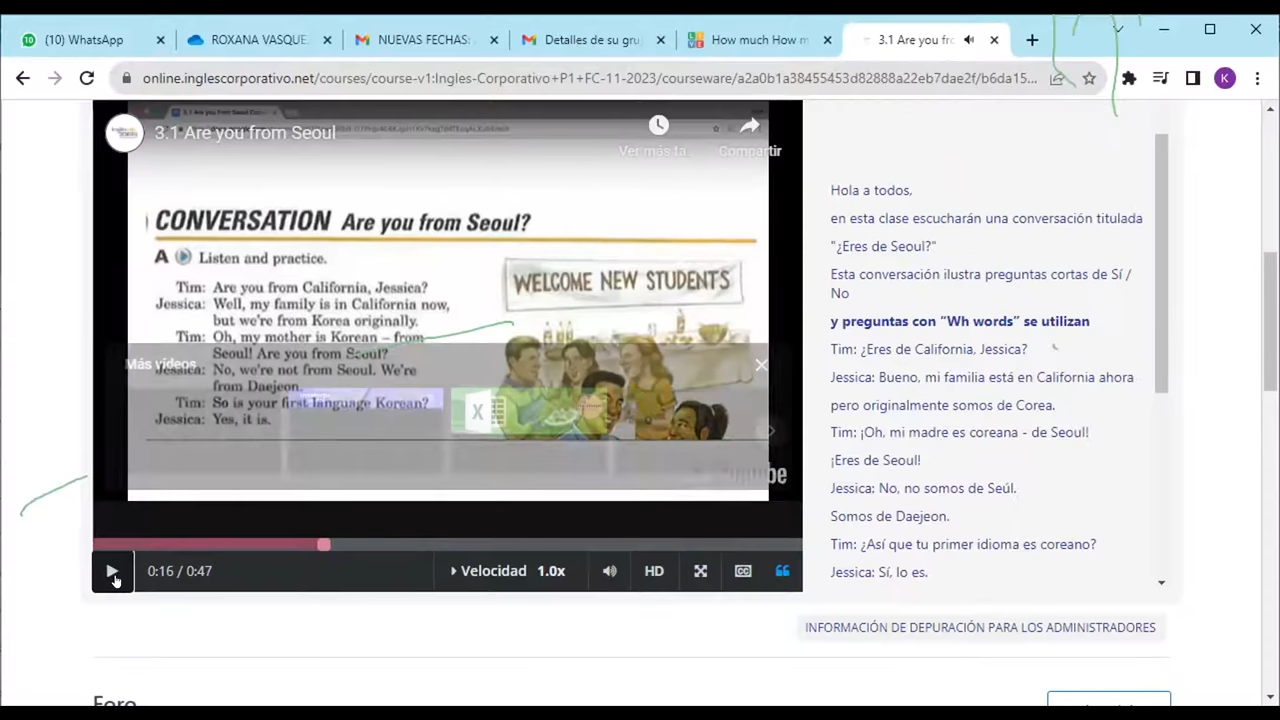 (10) WhatsApp
ROXANA VASQUE
NUEVAS FECHAS
Detalles de su gru
How much How m
3.1 Are you fr
online.inglescorporativo.net/courses/course-v1:Ingles-Corporativo+P1+FC-11-2023/courseware/a2a0b1a38455453d82888a22eb7dae2f/b6da15...
K
3.1 Are you from Seoul
Ver más ta...
Compartir
CONVERSATION Are you from Seoul?
A Listen and practice.
Tim: Are you from California, Jessica?
Jessica: Well, my family is in California now,
but we're from Korea originally.
Tim: Oh, my mother is Korean – from
Seoul! Are you from Seoul?
Jessica: No, we're not from Seoul. We're
from Daejeon.
Tim: So is your first language Korean?
Jessica: Yes, it is.
WELCOME NEW STUDENTS
Más vídeos
0:16 / 0:47
Velocidad 1.0x
HD
CC
Hola a todos,
en esta clase escucharán una conversación titulada
"¿Eres de Seoul?"
Esta conversación ilustra preguntas cortas de Sí /
No
y preguntas con “Wh words” se utilizan
Tim: ¿Eres de California, Jessica?
Jessica: Bueno, mi familia está en California ahora
pero originalmente somos de Corea.
Tim: ¡Oh, mi madre es coreana - de Seoul!
¡Eres de Seoul!
Jessica: No, no somos de Seúl.
Somos de Daejeon.
Tim: ¿Así que tu primer idioma es coreano?
Jessica: Sí, lo es.
INFORMACIÓN DE DEPURACIÓN PARA LOS ADMINISTRADORES
Foro